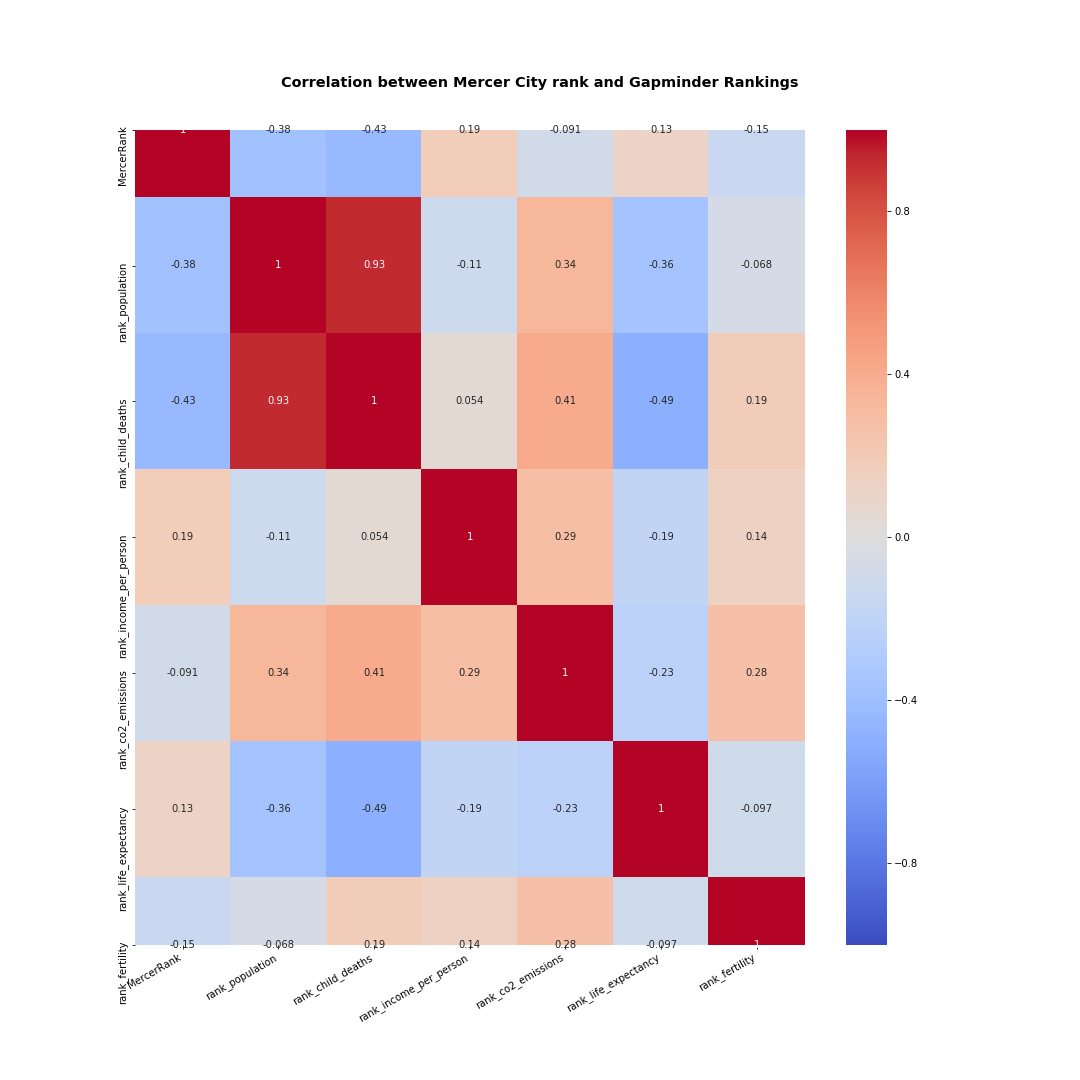 Correlation between Mercer City rank and Gapminder Rankings
MercerRank 1 -0.38 -0.43 0.19 -0.091 0.13 -0.15
rank_population -0.38 1 0.93 -0.11 0.34 -0.36 -0.068
rank_child_deaths -0.43 0.93 1 0.054 0.41 -0.49 0.19
rank_income_per_person 0.19 -0.11 0.054 1 0.29 -0.19 0.14
rank_co2_emissions -0.091 0.34 0.41 0.29 1 -0.23 0.28
rank_life_expectancy 0.13 -0.36 -0.49 -0.19 -0.23 1 -0.097
rank_fertility -0.15 -0.068 0.19 0.14 0.28 -0.097 1
MercerRank rank_population rank_child_deaths rank_income_per_person rank_co2_emissions rank_life_expectancy rank_fertility
0.8
0.4
0.0
−0.4
−0.8